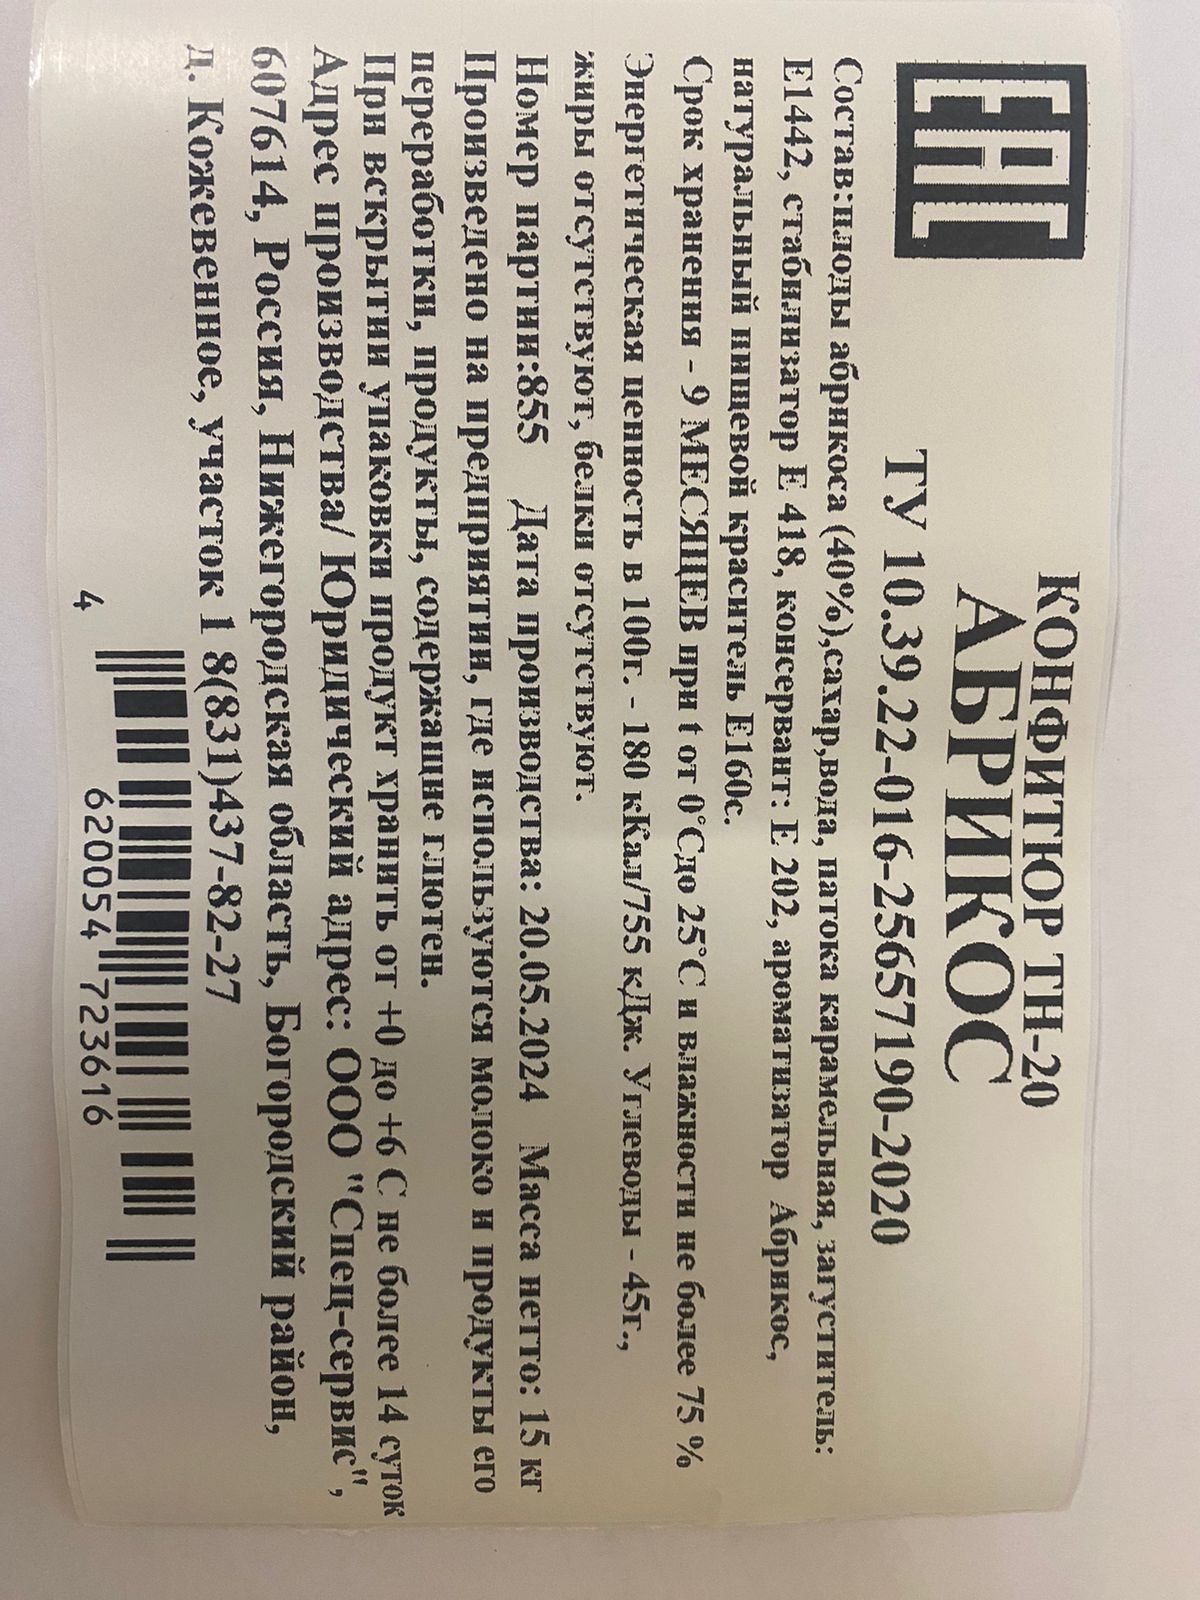 ЕАС
КОНФИТЮР ТН-20
АБРИКОС
ТУ 10.39.22-016-25657190-2020
Состав:плоды абрикоса (40%),сахар,вода, патока карамельная, загуститель:
Е1442, стабилизатор Е 418, консервант: Е 202, ароматизатор Абрикос,
натуральный пищевой краситель Е160с.
Срок хранения - 9 МЕСЯЦЕВ при t от 0°Сдо 25°С и влажности не более 75 %
Энергетическая ценность в 100г. - 180 кКал/755 кДж. Углеводы - 45г.,
жиры отсутствуют, белки отсутствуют.
Номер партии:855 Дата производства: 20.05.2024 Масса нетто: 15 кг
Произведено на предприятии, где используются молоко и продукты его
переработки, продукты, содержащие глютен.
При вскрытии упаковки продукт хранить от +0 до +6 С не более 14 суток
Адрес производства/ Юридический адрес: ООО "Спец-сервис",
607614, Россия, Нижегородская область, Богородский район,
д. Кожевенное, участок 1 8(831)437-82-27
4 620054 723616